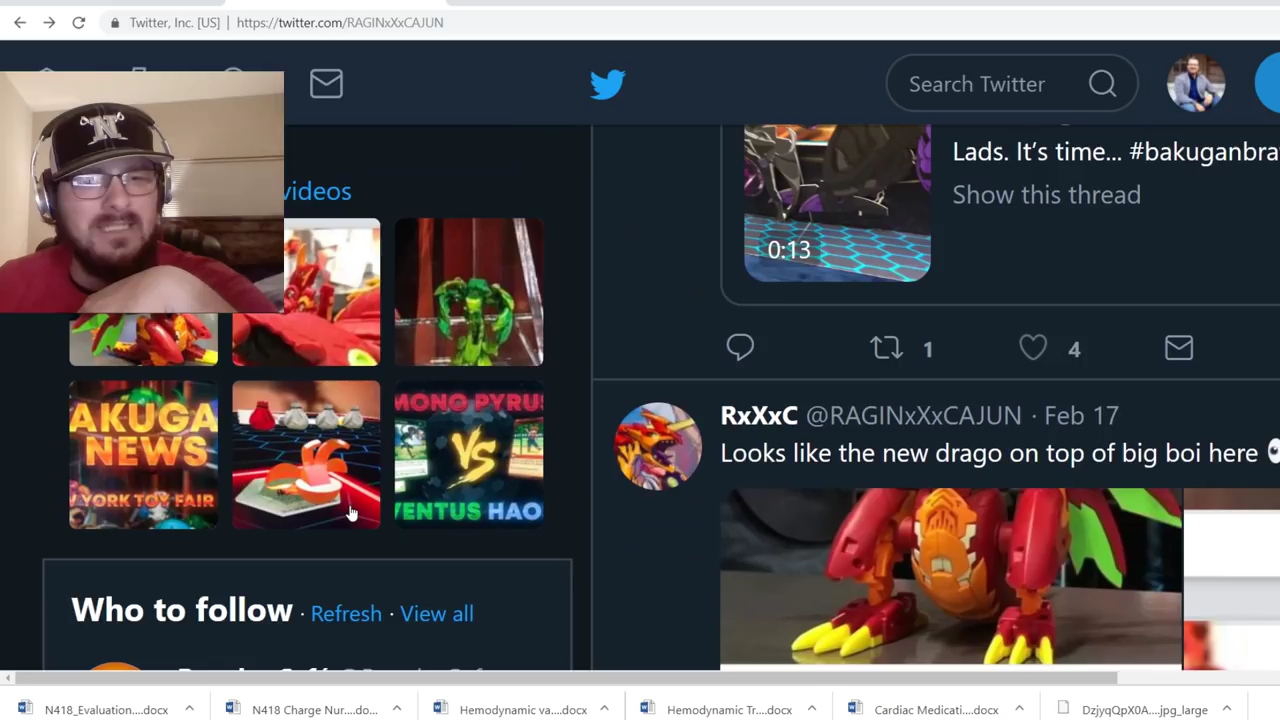 Twitter, Inc. [US] | https://twitter.com/RAGINxXxCAJUN
Search Twitter
N
videos
Lads. It's time... #bakuganbra
Show this thread
0:13
1
4
AKUGA
NEWS
YORK TOY FAIR
MONO PYRUS
VS
VENTUS HAO
RxXxC @RAGINxXxCAJUN · Feb 17
Looks like the new drago on top of big boi here 👀
Who to follow · Refresh · View all
N418_Evaluation....docx
N418 Charge Nur....do...
Hemodynamic va....docx
Hemodynamic Tr....docx
Cardiac Medicati....docx
DzjyqQpX0A....jpg_large